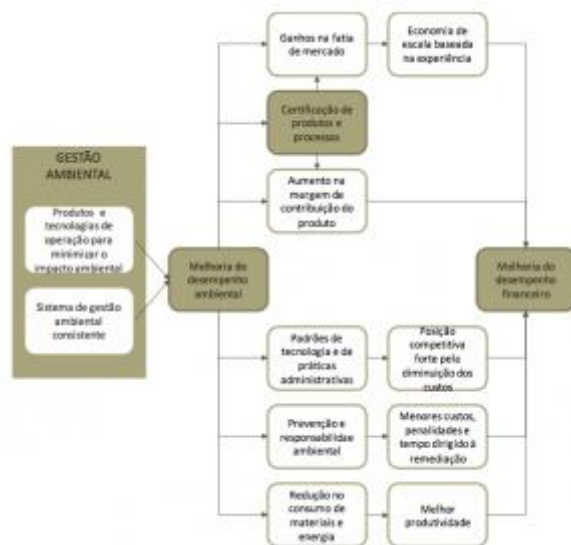 Ganhos na fatia
de mercado
Economia de
escala baseada
na experiência
Certificação de
produtos e
processos
GESTÃO
AMBIENTAL
Produtos e
tecnologias de
operação para
minimizar o
impacto ambiental
Sistema de gestão
ambiental
consistente
Aumento na
margem de
contribuição do
produto
Melhoria do
desempenho
ambiental
Melhoria do
desempenho
financeiro
Padrões de
tecnologia e de
práticas
administrativas
Posição
competitiva
forte pela
diminuição dos
custos
Prevenção e
responsabilidae
ambiental
Menores custos,
penalidades e
tempo dirigido à
remediação
Redução no
consumo de
materiais e
energia
Melhor
produtividade